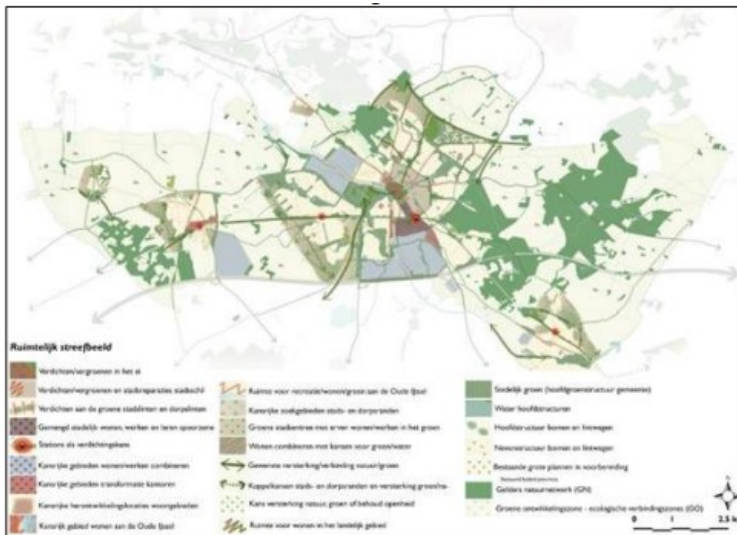 Ruimtelijk streefbeeld
Verdichten/vergroenen in het ei
Verdichten/vergroenen en stadsreparaties stadsschil
Verdichten aan de groene stadslinten en dorpslinten
Gemengd stedelijk wonen, werken en leren spoorzone
Stations als verdichtingskans
Kansrijke gebieden wonen/werken combineren
Kansrijke gebieden transformatie kantoren
Kansrijke herontwikkelingslocaties woongebieden
Kansrijk gebied wonen aan de Oude IJssel
Ruimte voor recreatie/wonen/groen aan de Oude IJssel
Kansrijke zoekgebieden stads- en dorpsranden
Groene stadsentree met erven wonen/werken in het groen
Wonen combineren met kansen voor groen/water
Gewenste versterking/verbinding natuur/groen
Koppelkansen stads- en dorpsranden en versterking groen/na-
Kans versterking natuur, groen of behoud openheid
Ruimte voor wonen in het landelijk gebied
Stedelijk groen (hoofdgroenstructuur gemeente)
Water hoofdstructuren
Hoofdstructuur bomen en lintwegen
Nevenstructuur bomen en lintwegen
Bestaande grote plannen in voorbereiding
Gelders natuurnetwerk (GN)
Groene ontwikkelingszone - ecologische verbindingszones (GO)
0 1 2.5 k